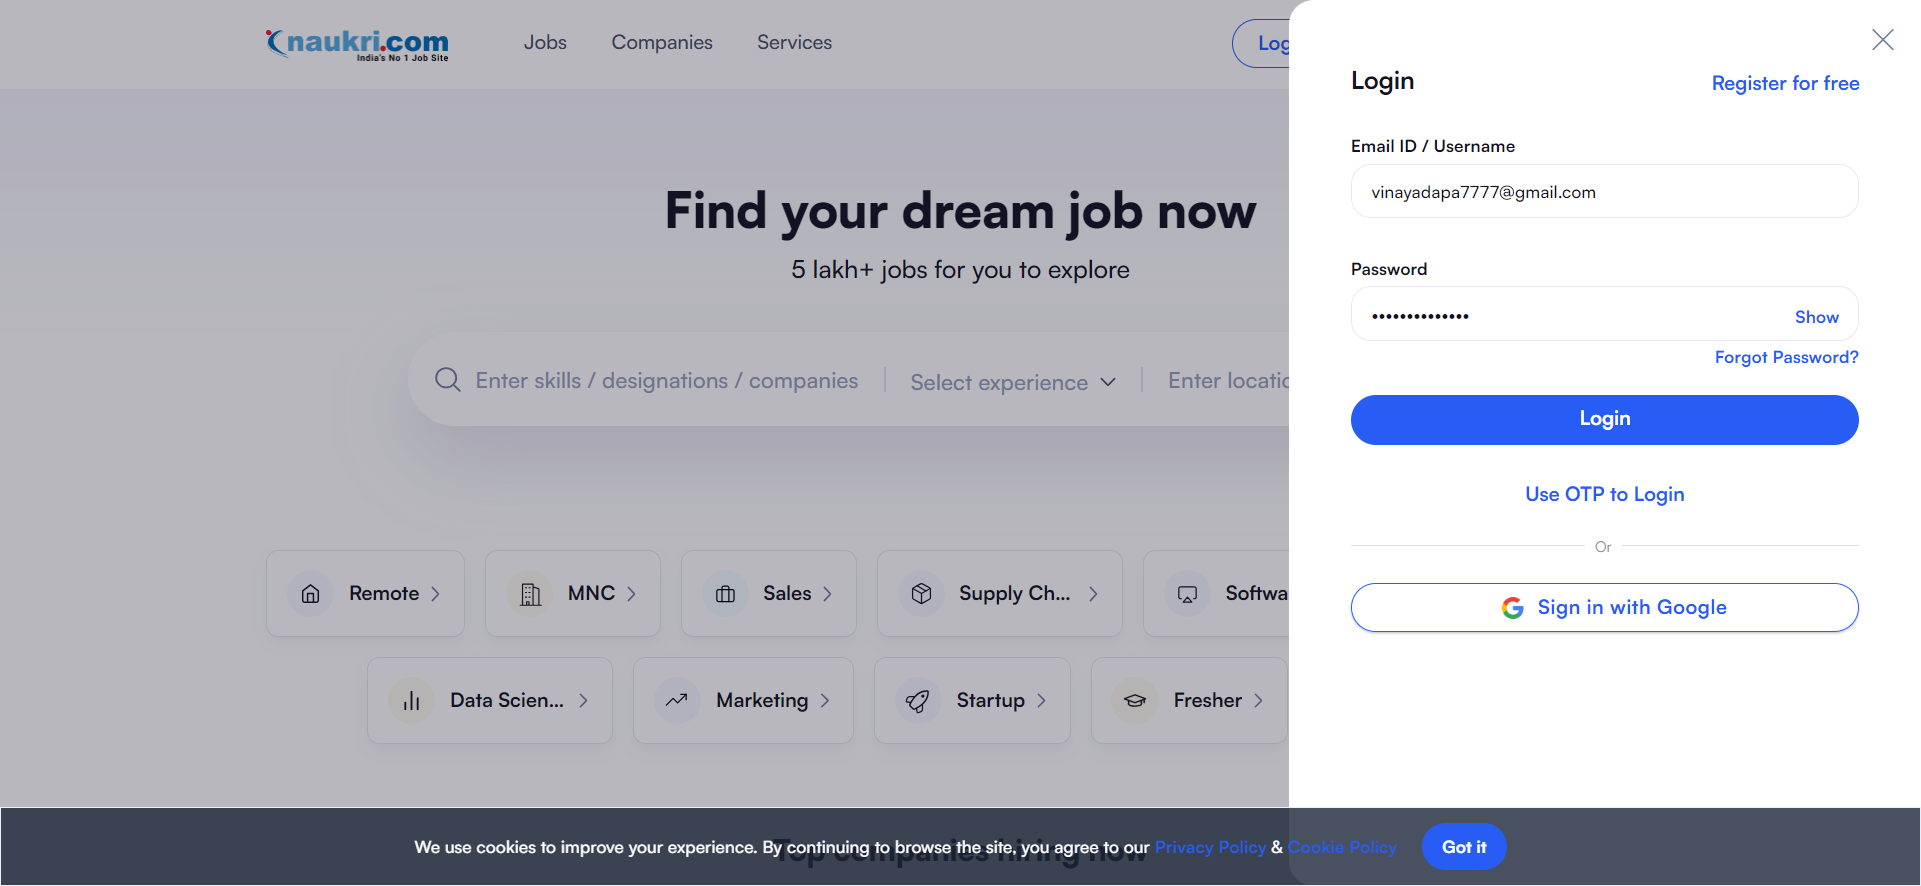 naukri.com
India's No 1 Job Site
Jobs
Companies
Services
Log
Find your dream job now
5 lakh+ jobs for you to explore
Enter skills / designations / companies
Select experience
Enter locatio
Remote
MNC
Sales
Supply Ch...
Softwa
Data Scien...
Marketing
Startup
Fresher
Top companies hiring now
Login
Register for free
Email ID / Username
vinayadapa7777@gmail.com
Password
••••••••••••••
Show
Forgot Password?
Login
Use OTP to Login
Or
Sign in with Google
We use cookies to improve your experience. By continuing to browse the site, you agree to our Privacy Policy & Cookie Policy
Got it